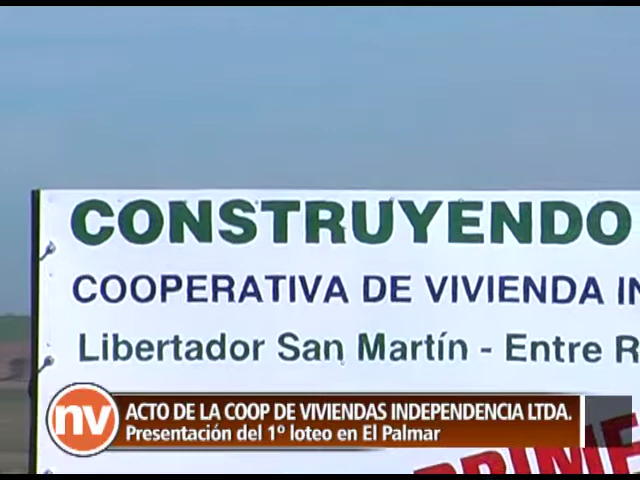 CONSTRUYENDO
COOPERATIVA DE VIVIENDA IN
Libertador San Martín - Entre R
nv
ACTO DE LA COOP DE VIVIENDAS INDEPENDENCIA LTDA.
Presentación del 1º loteo en El Palmar
PRIME